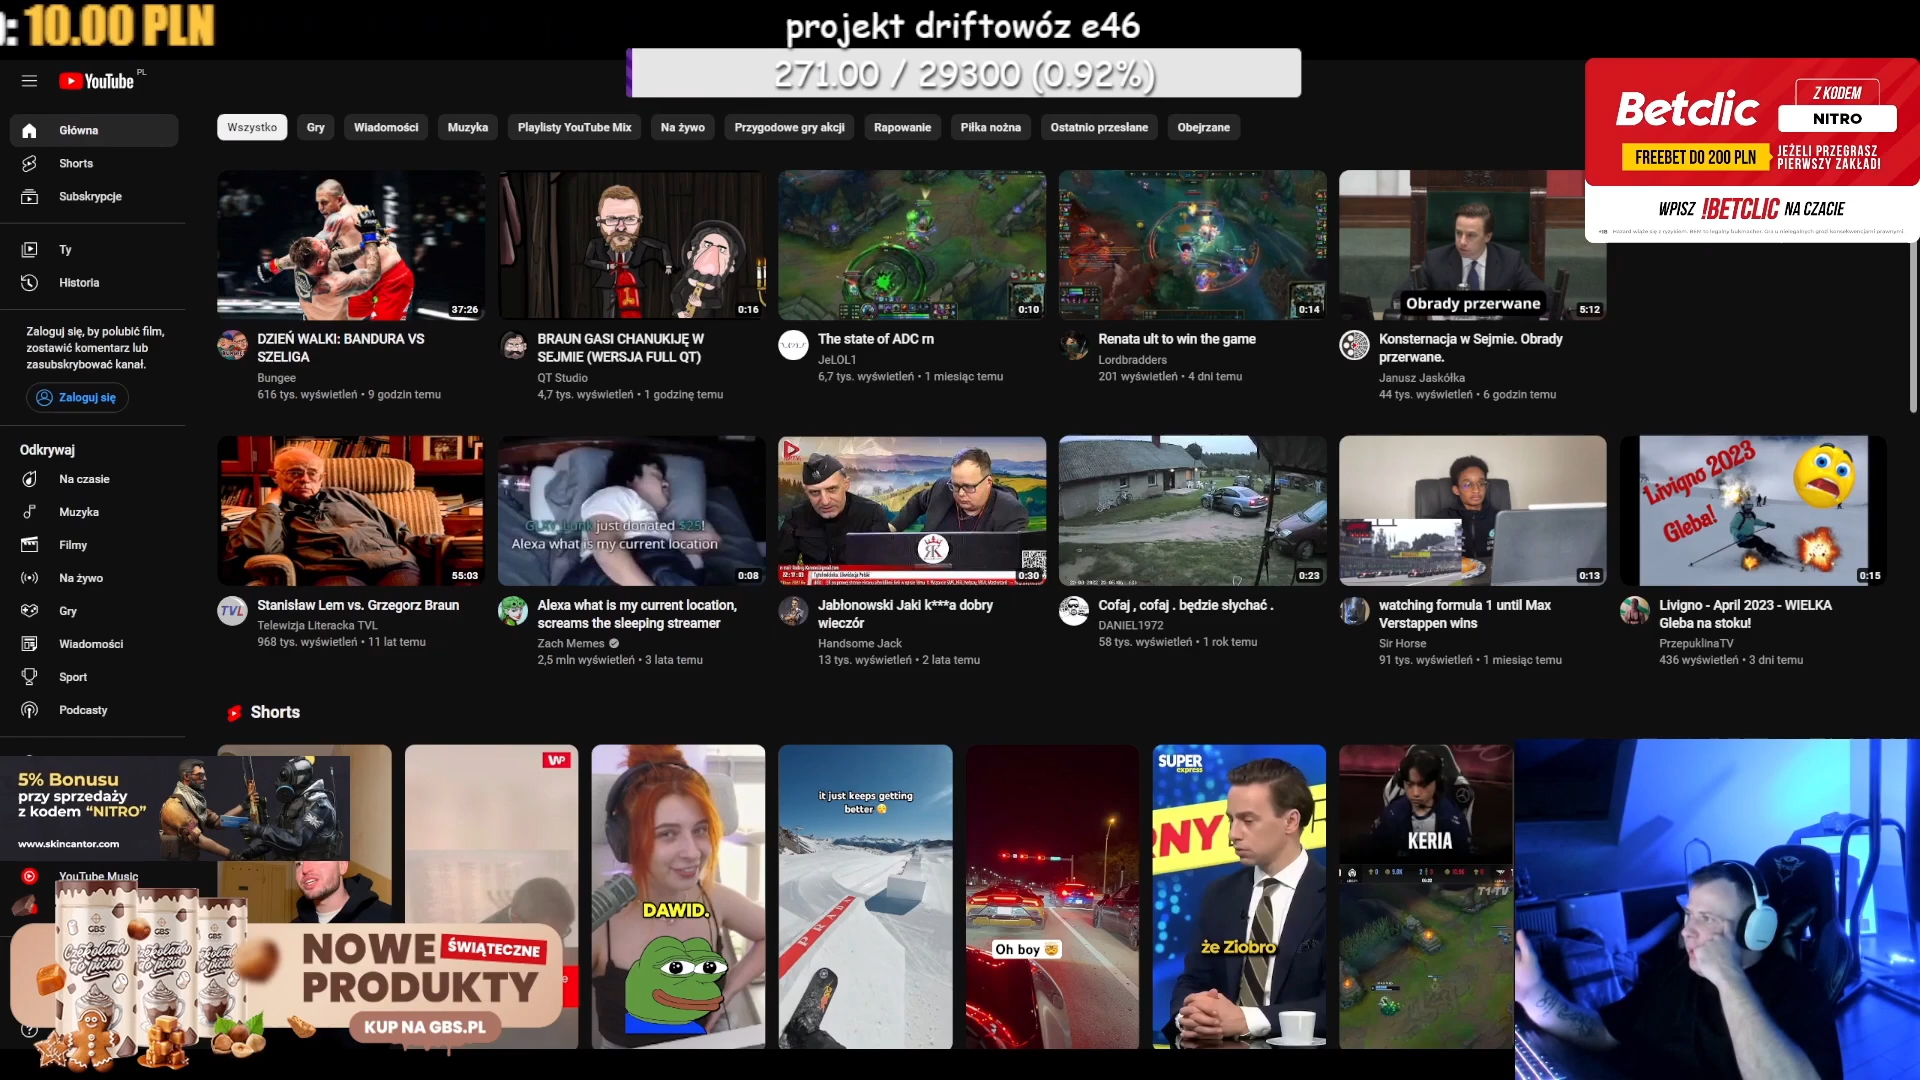 : 10.00 PLN
projekt driftowóz e46
271.00 / 29300 (0.92%)
YouTube PL
Betclic
Z KODEM
NITRO
FREEBET DO 200 PLN
JEŻELI PRZEGRASZ
PIERWSZY ZAKŁAD!
WPISZ !BETCLIC NA CZACIE
Główna
Shorts
Subskrypcje
Ty
Historia
Zaloguj się, by polubić film,
zostawić komentarz lub
zasubskrybować kanał.
Zaloguj się
Odkrywaj
Na czasie
Muzyka
Filmy
Na żywo
Gry
Wiadomości
Sport
Podcasty
YouTube Music
Wszystko
Gry
Wiadomości
Muzyka
Playlisty YouTube Mix
Na żywo
Przygodowe gry akcji
Rapowanie
Piłka nożna
Ostatnio przesłane
Obejrzane
37:26
DZIEŃ WALKI: BANDURA VS
SZELIGA
Bungee
616 tys. wyświetleń • 9 godzin temu
0:16
BRAUN GASI CHANUKIJĘ W
SEJMIE (WERSJA FULL QT)
QT Studio
4,7 tys. wyświetleń • 1 godzinę temu
0:10
The state of ADC rn
JeLOL1
6,7 tys. wyświetleń • 1 miesiąc temu
0:14
Renata ult to win the game
Lordbradders
201 wyświetleń • 4 dni temu
Obrady przerwane
5:12
Konsternacja w Sejmie. Obrady
przerwane.
Janusz Jaskółka
44 tys. wyświetleń • 6 godzin temu
55:03
TVL
Stanisław Lem vs. Grzegorz Braun
Telewizja Literacka TVL
968 tys. wyświetleń • 11 lat temu
just donated $25!
Alexa what is my current location
0:08
Alexa what is my current location,
screams the sleeping streamer
Zach Memes
2,5 mln wyświetleń • 3 lata temu
0:30
Jabłonowski Jaki k***a dobry
wieczór
Handsome Jack
13 tys. wyświetleń • 2 lata temu
0:23
Cofaj , cofaj . będzie słychać .
DANIEL1972
58 tys. wyświetleń • 1 rok temu
0:13
watching formula 1 until Max
Verstappen wins
Sir Horse
91 tys. wyświetleń • 1 miesiąc temu
Livigno 2023
Gleba!
0:15
Livigno - April 2023 - WIELKA
Gleba na stoku!
PrzepuklinaTV
436 wyświetleń • 3 dni temu
Shorts
WP
DAWID.
it just keeps getting
better
PRADA
Oh boy
SUPER
express
RNY
że Ziobro
KERIA
T1-TV
5% Bonusu
przy sprzedaży
z kodem “NITRO”
www.skincantor.com
GBS
Czekolada
do picia
NOWE
ŚWIĄTECZNE
PRODUKTY
KUP NA GBS.PL